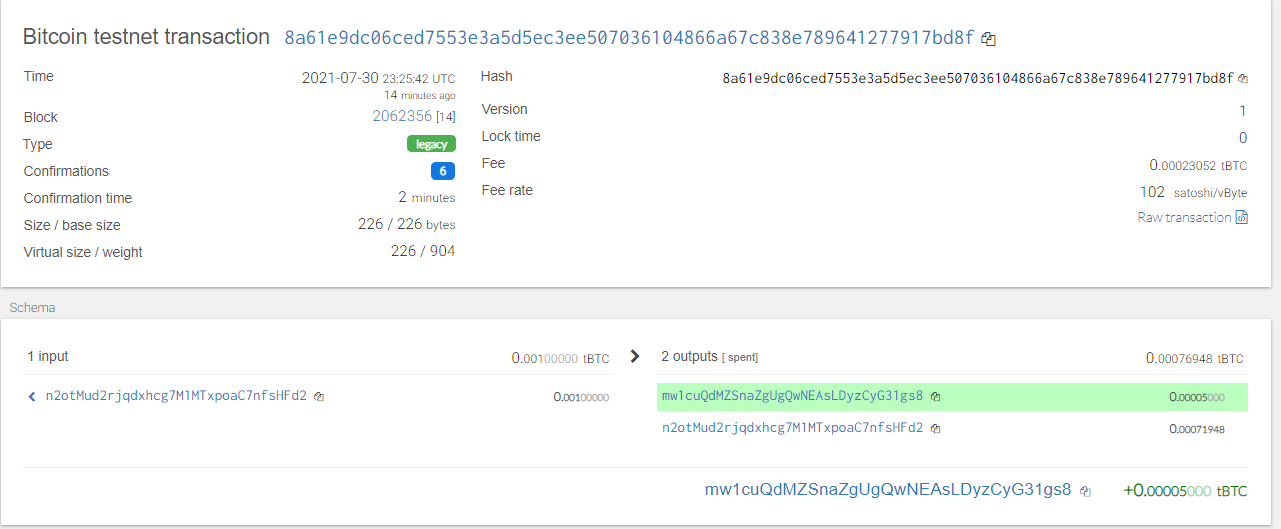 Bitcoin testnet transaction 8a61e9dc06ced7553e3a5d5ec3ee507036104866a67c838e789641277917bd8f
Time 2021-07-30 23:25:42 UTC
14 minutes ago
Block 2062356 [14]
Type legacy
Confirmations 6
Confirmation time 2 minutes
Size / base size 226 / 226 bytes
Virtual size / weight 226 / 904
Hash 8a61e9dc06ced7553e3a5d5ec3ee507036104866a67c838e789641277917bd8f
Version 1
Lock time 0
Fee 0.00023052 tBTC
Fee rate 102 satoshi/vByte
Raw transaction
Schema
1 input 0.00100000 tBTC
n2otMud2rjqdxhcg7M1MTxpoaC7nfsHFd2 0.00100000
2 outputs [ spent] 0.00076948 tBTC
mw1cuQdMZSnaZgUgQwNEAsLDyzCyG31gs8 0.00005000
n2otMud2rjqdxhcg7M1MTxpoaC7nfsHFd2 0.00071948
mw1cuQdMZSnaZgUgQwNEAsLDyzCyG31gs8 +0.00005000 tBTC